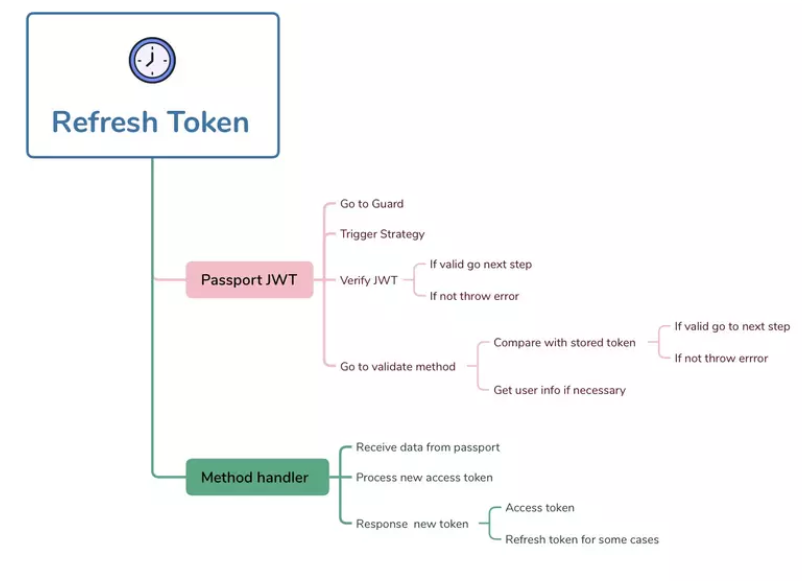 Refresh Token
Passport JWT
Go to Guard
Trigger Strategy
Verify JWT
If valid go next step
If not throw error
Go to validate method
Compare with stored token
If valid go to next step
If not throw errror
Get user info if necessary
Method handler
Receive data from passport
Process new access token
Response new token
Access token
Refresh token for some cases